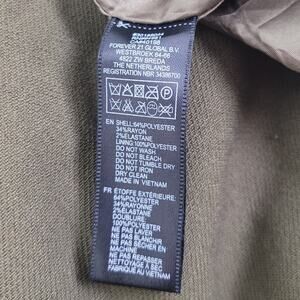 CA#40198
FOREVER 21 GLOBAL B.V.
WESTBROEK 64-66
4822 ZW BREDA
THE NETHERLANDS
REGISTRATION NBR 34386700
EN SHELL:64%POLYESTER
34%RAYON
2%ELASTANE
LINING:100%POLYESTER
DO NOT WASH
DO NOT BLEACH
DO NOT TUMBLE DRY
DO NOT IRON
DRY CLEAN
MADE IN VIETNAM
FR ÉTOFFE EXTÉRIEURE:
64%POLYESTER
34%RAYONNE
2%ÉLASTANE
DOUBLURE:
100%POLYESTER
NE PAS LAVER
NE PAS BLANCHIR
NE PAS SÉCHER EN
MACHINE
NE PAS REPASSER
NETTOYAGE À SEC
FABRIQUÉ AU VIETNAM